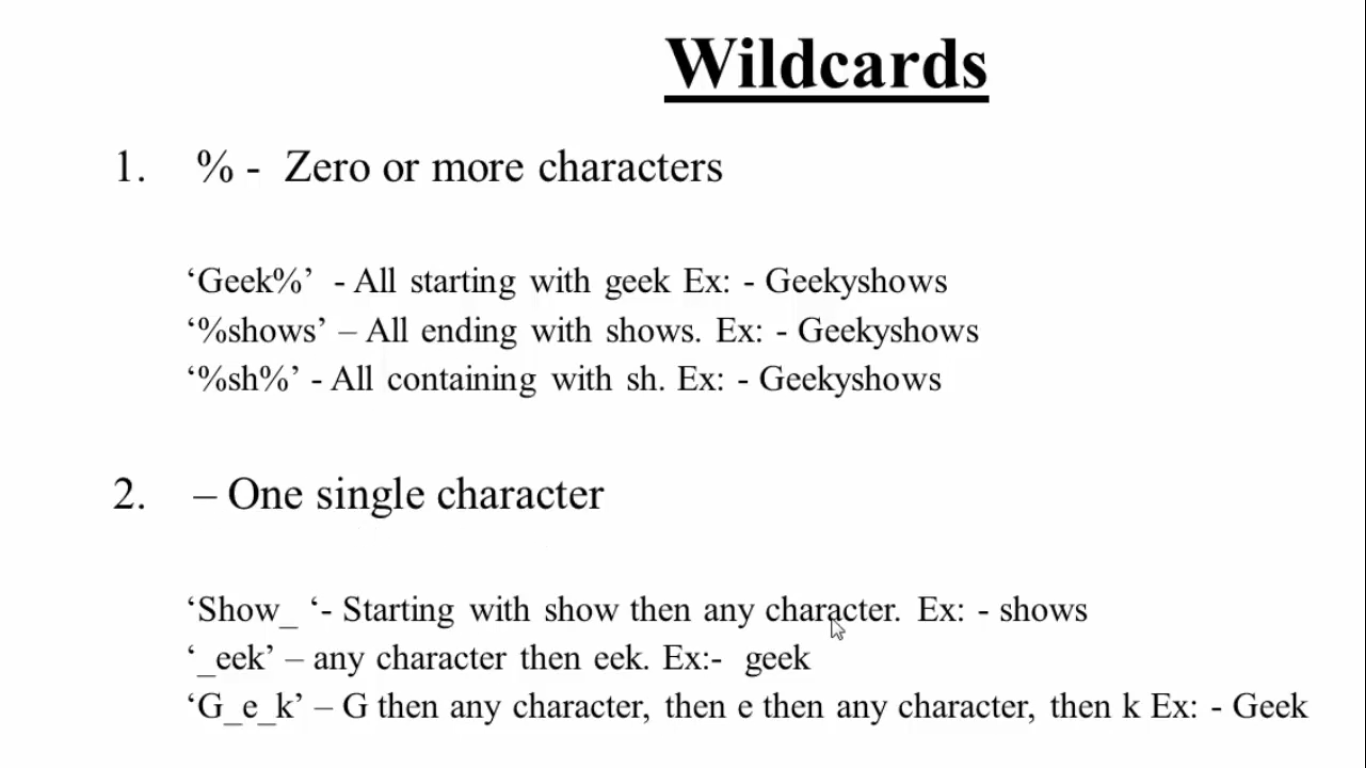 Wildcards
1. % - Zero or more characters
‘Geek%’ - All starting with geek Ex: - Geekyshows
‘%shows’ – All ending with shows. Ex: - Geekyshows
‘%sh%’ - All containing with sh. Ex: - Geekyshows
2. – One single character
‘Show_ ‘- Starting with show then any character. Ex: - shows
‘_eek’ – any character then eek. Ex:- geek
‘G_e_k’ – G then any character, then e then any character, then k Ex: - Geek